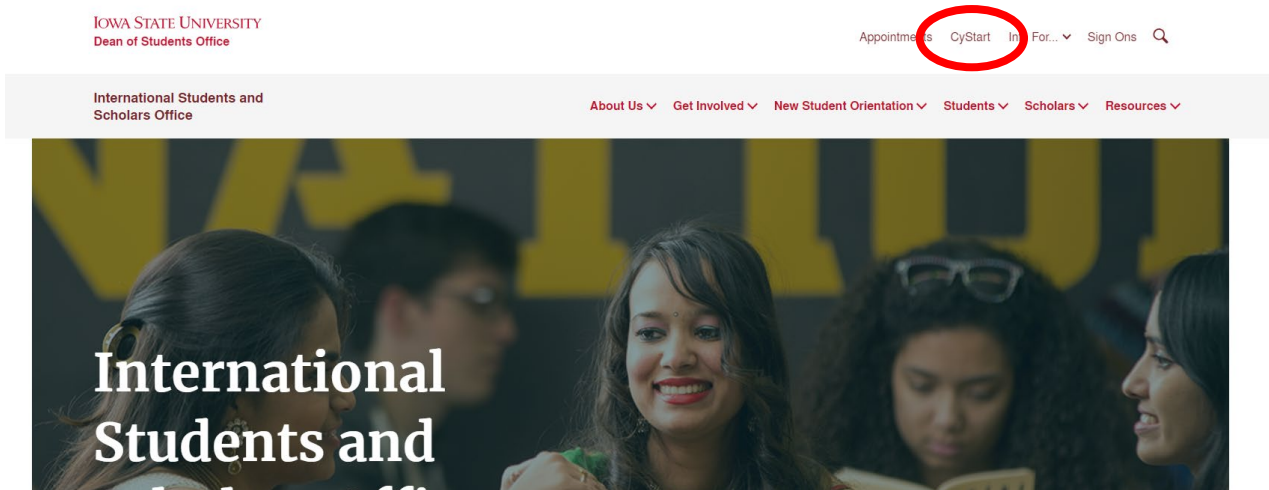 IOWA STATE UNIVERSITY
Dean of Students Office
Appointments CyStart For... Sign Ons
International Students and
Scholars Office
About Us Get Involved New Student Orientation Students Scholars Resources
International
Students and